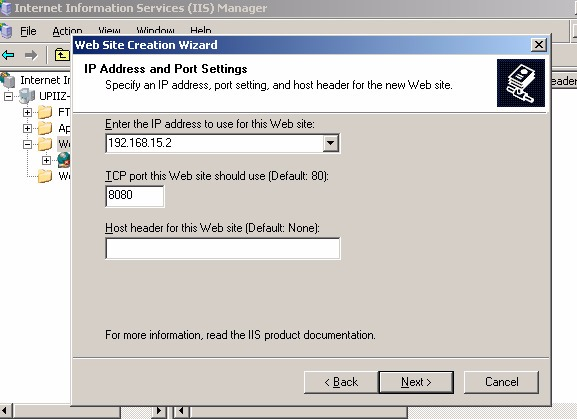 Internet Information Services (IIS) Manager
File Action View Window Help
Web Site Creation Wizard
IP Address and Port Settings
Specify an IP address, port setting, and host header for the new Web site.
Internet I
UPIIZ-
FT
Ap
We
We
eader
Enter the IP address to use for this Web site:
192.168.15.2
TCP port this Web site should use (Default: 80):
8080
Host header for this Web site (Default: None):
For more information, read the IIS product documentation.
< Back
Next >
Cancel